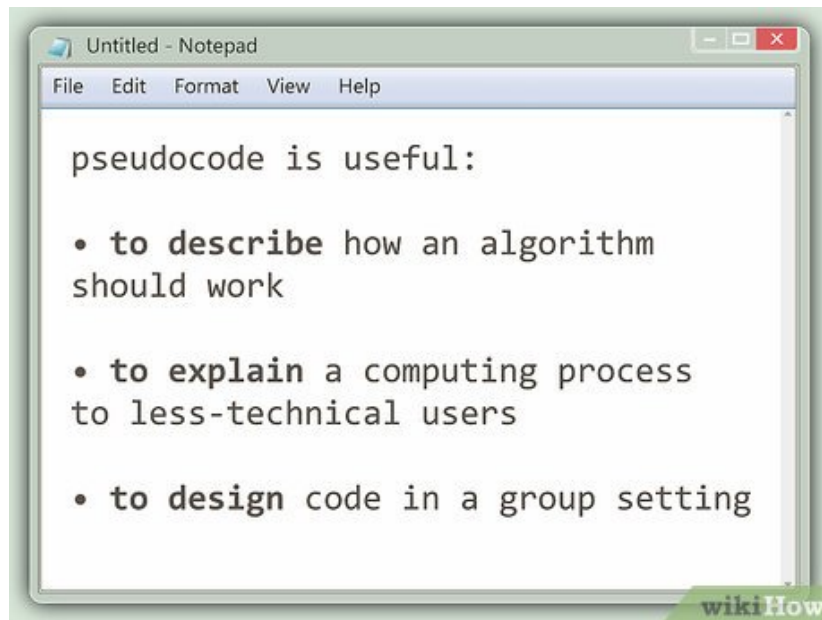 Untitled - Notepad
File Edit Format View Help
pseudocode is useful:
• to describe how an algorithm
should work
• to explain a computing process
to less-technical users
• to design code in a group setting
wikiHow